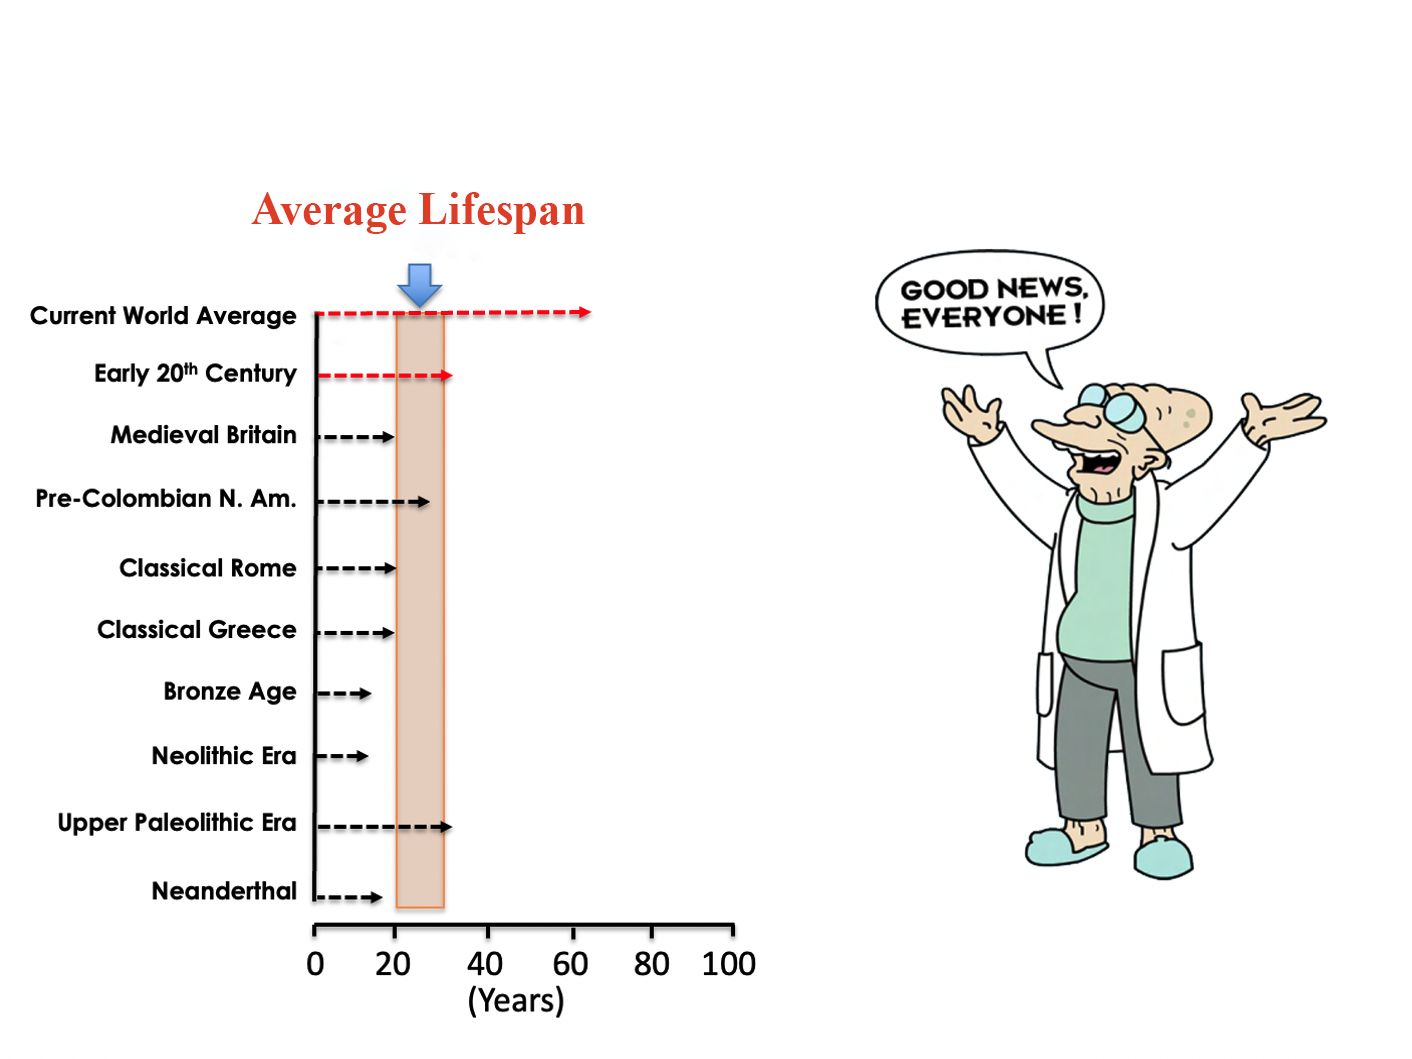 Average Lifespan
GOOD NEWS,
EVERYONE !
Current World Average
Early 20th Century
Medieval Britain
Pre-Colombian N. Am.
Classical Rome
Classical Greece
Bronze Age
Neolithic Era
Upper Paleolithic Era
Neanderthal
0 20 40 60 80 100
(Years)